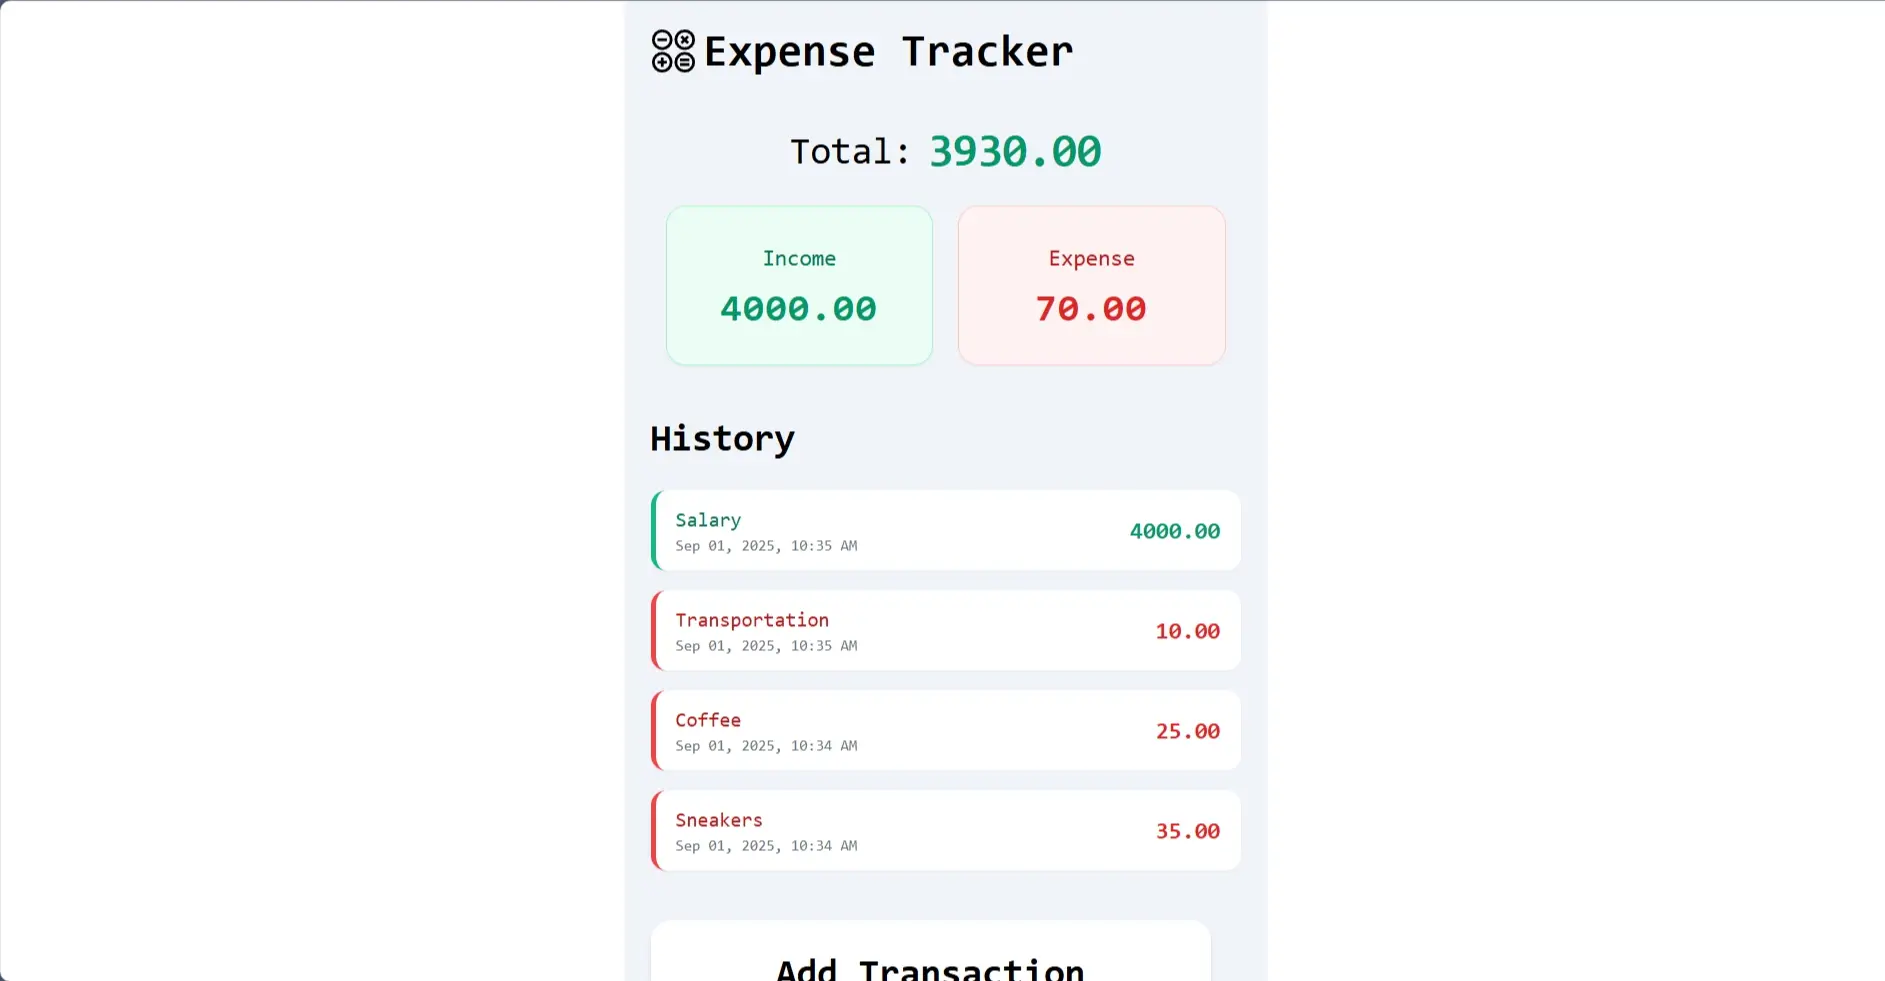 Expense Tracker
Total: 3930.00
Income
4000.00
Expense
70.00
History
Salary
Sep 01, 2025, 10:35 AM
4000.00
Transportation
Sep 01, 2025, 10:35 AM
10.00
Coffee
Sep 01, 2025, 10:34 AM
25.00
Sneakers
Sep 01, 2025, 10:34 AM
35.00
Add Transaction